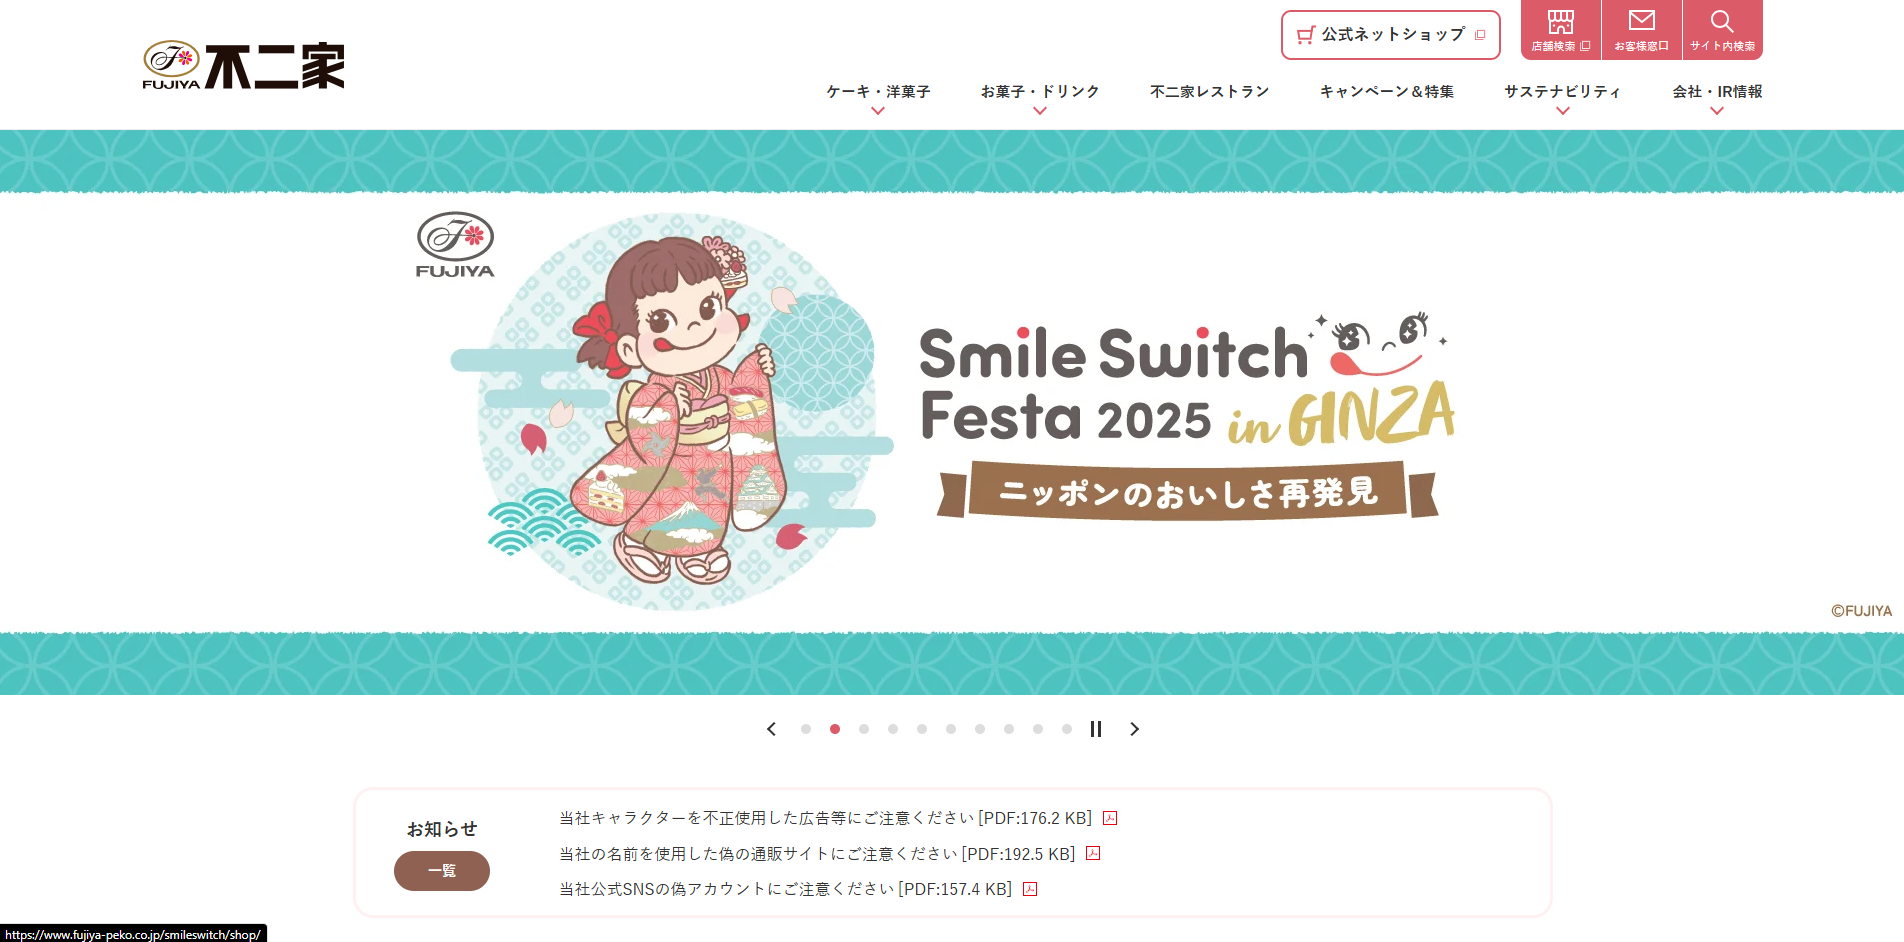 FUJIYA 不二家
公式ネットショップ
店舗検索
お客様窓口
サイト内検索
ケーキ・洋菓子
お菓子・ドリンク
不二家レストラン
キャンペーン＆特集
サステナビリティ
会社・IR情報
FUJIYA
Smile Switch
Festa 2025 in GINZA
ニッポンのおいしさ再発見
©FUJIYA
お知らせ
一覧
当社キャラクターを不正使用した広告等にご注意ください [PDF:176.2 KB]
当社の名前を使用した偽の通販サイトにご注意ください [PDF:192.5 KB]
当社公式SNSの偽アカウントにご注意ください [PDF:157.4 KB]
https://www.fujiya-peko.co.jp/smileswitch/shop/